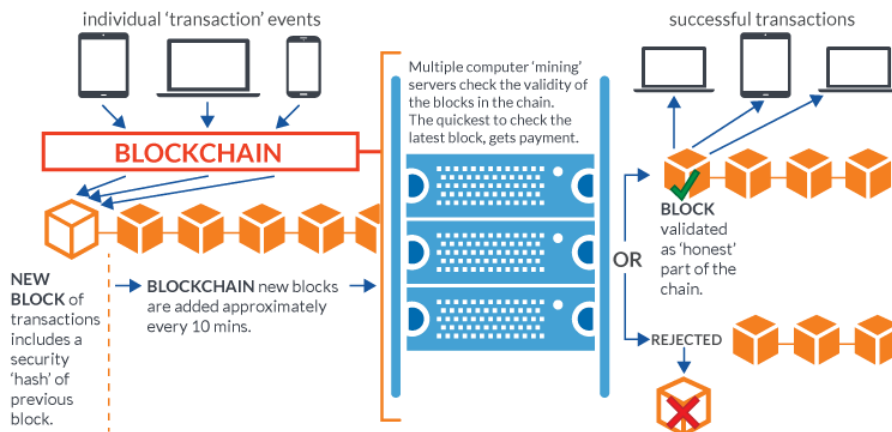 individual ‘transaction’ events
successful transactions
Multiple computer ‘mining’
servers check the validity of
the blocks in the chain.
The quickest to check the
latest block, gets payment.
BLOCKCHAIN
NEW
BLOCK of
transactions
includes a
security
‘hash’ of
previous
block.
BLOCKCHAIN new blocks
are added approximately
every 10 mins.
OR
BLOCK
validated
as ‘honest’
part of the
chain.
REJECTED